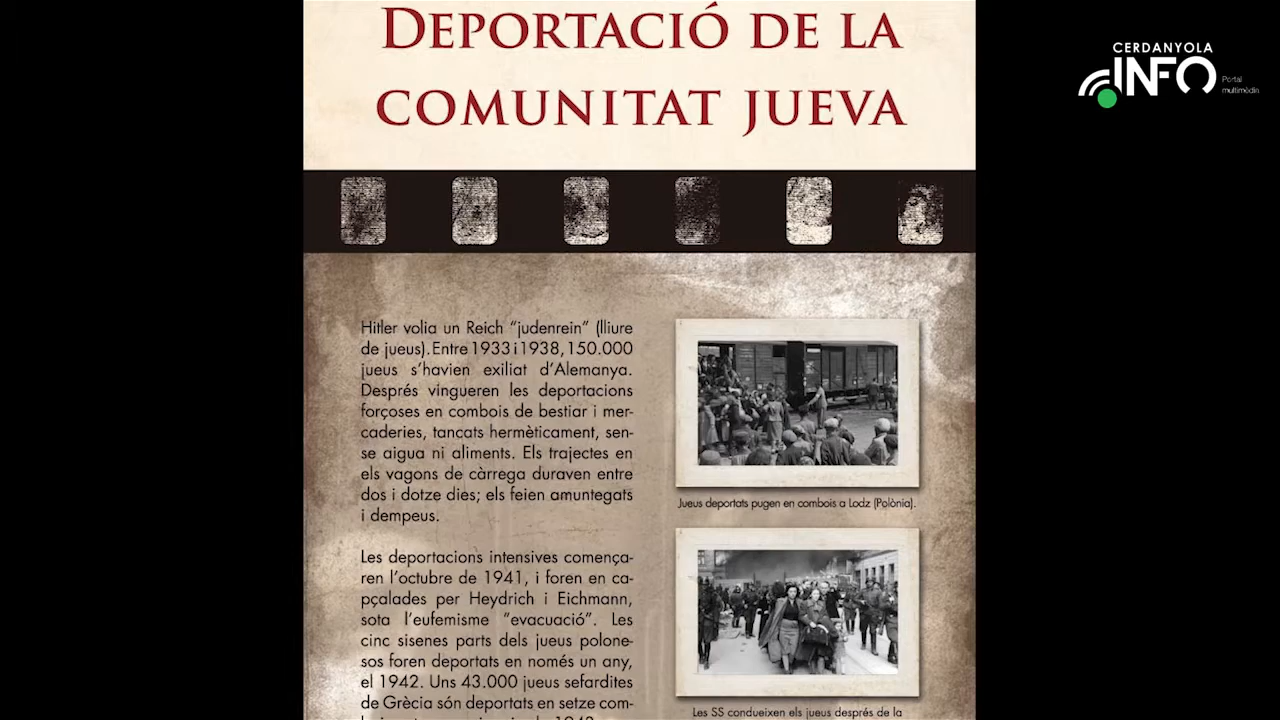 DEPORTACIÓ DE LA
COMUNITAT JUEVA
CERDANYOLA
INFO
Portal
multimèdia
Hitler volia un Reich “judenrein” (lliure
de jueus). Entre 1933 i 1938, 150.000
jueus s’havien exiliat d’Alemanya.
Després vingueren les deportacions
forçoses en combois de bestiar i mer-
caderies, tancats hermèticament, sen-
se aigua ni aliments. Els trajectes en
els vagons de càrrega duraven entre
dos i dotze dies; els feien amuntegats
i dempeus.
Les deportacions intensives comença-
ren l’octubre de 1941, i foren en ca-
pçalades per Heydrich i Eichmann,
sota l’eufemisme “evacuació”. Les
cinc sisenes parts dels jueus polone-
sos foren deportats en només un any,
el 1942. Uns 43.000 jueus sefardites
de Grècia són deportats en setze com-
Jueus deportats pugen en combois a Lodz (Polònia).
Les SS condueixen els jueus després de la